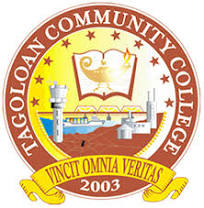 TAGOLOAN COMMUNITY COLLEGE
VINCIT OMNIA VERITAS
2003